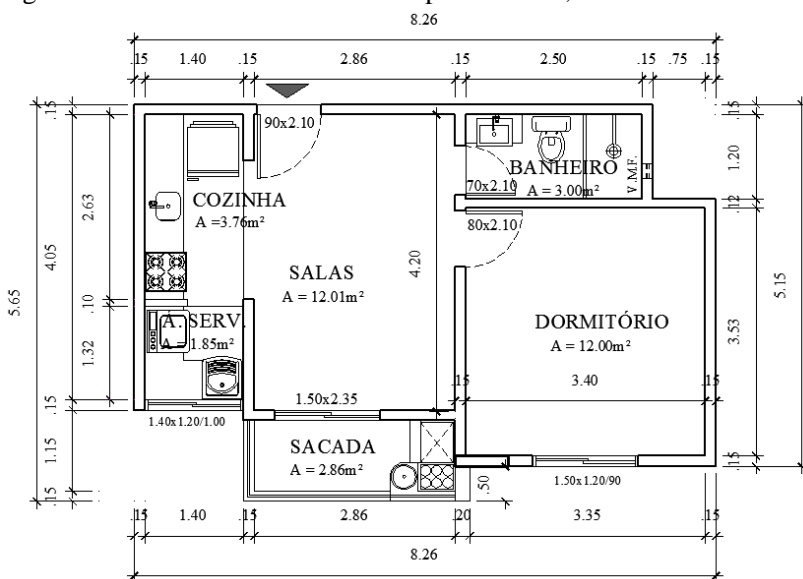 8.26
.15 1.40 .15 2.86 .15 2.50 .15 .75 .15
90x2.10
BANHEIRO
A = 3.00m²
70x2.10
V.M.F.
COZINHA
A =3.76m²
80x2.10
SALAS
A = 12.01m²
4.20
A. SERV.
A = 1.85m²
DORMITÓRIO
A = 12.00m²
.15 3.40 .15
1.50x2.35
1.40x1.20/1.00
SACADA
A = 2.86m²
1.50x1.20/90
.50
5.65
.15 4.05 .15 1.15 .15
2.63 .10 1.32
.15 1.20 .12 3.53 .15
5.15
.15 1.40 .15 2.86 .20 3.35 .15
8.26